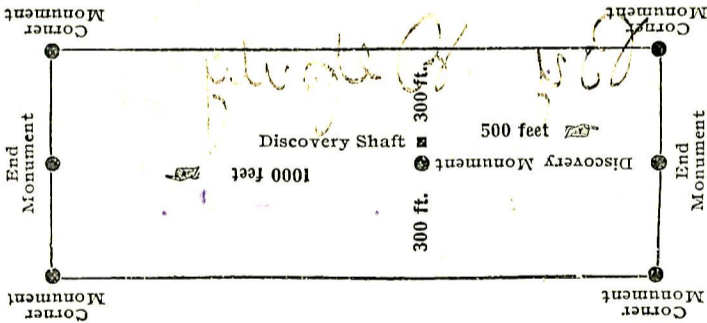 Corner
Monument
Corner
Monument
300 ft.
500 feet
Discovery Shaft
End
Monument
Discovery Monument
End
Monument
1000 feet
300 ft.
Corner
Monument
Corner
Monument